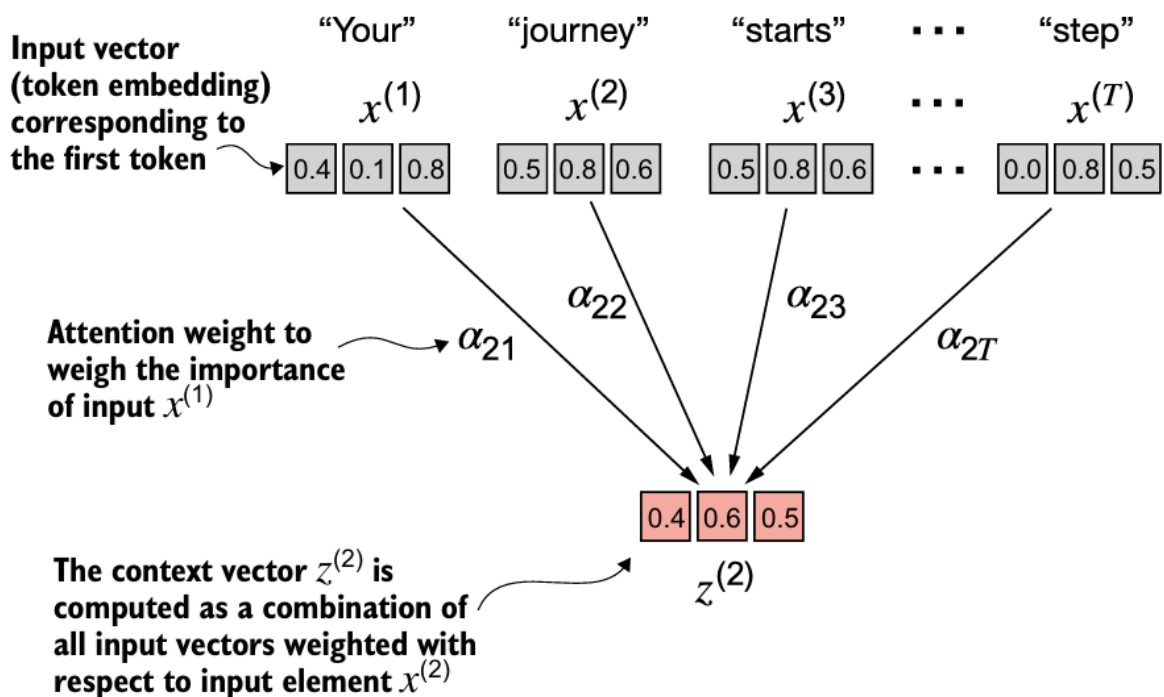 “Your” “journey” “starts” ... “step”
Input vector
(token embedding)
corresponding to
the first token
x⁽¹⁾ x⁽²⁾ x⁽³⁾ ... x⁽ᵀ⁾
0.4 0.1 0.8 0.5 0.8 0.6 0.5 0.8 0.6 ... 0.0 0.8 0.5
α₂₁ α₂₂ α₂₃ α₂T
Attention weight to
weigh the importance
of input x⁽¹⁾
0.4 0.6 0.5
z⁽²⁾
The context vector z⁽²⁾ is
computed as a combination of
all input vectors weighted with
respect to input element x⁽²⁾